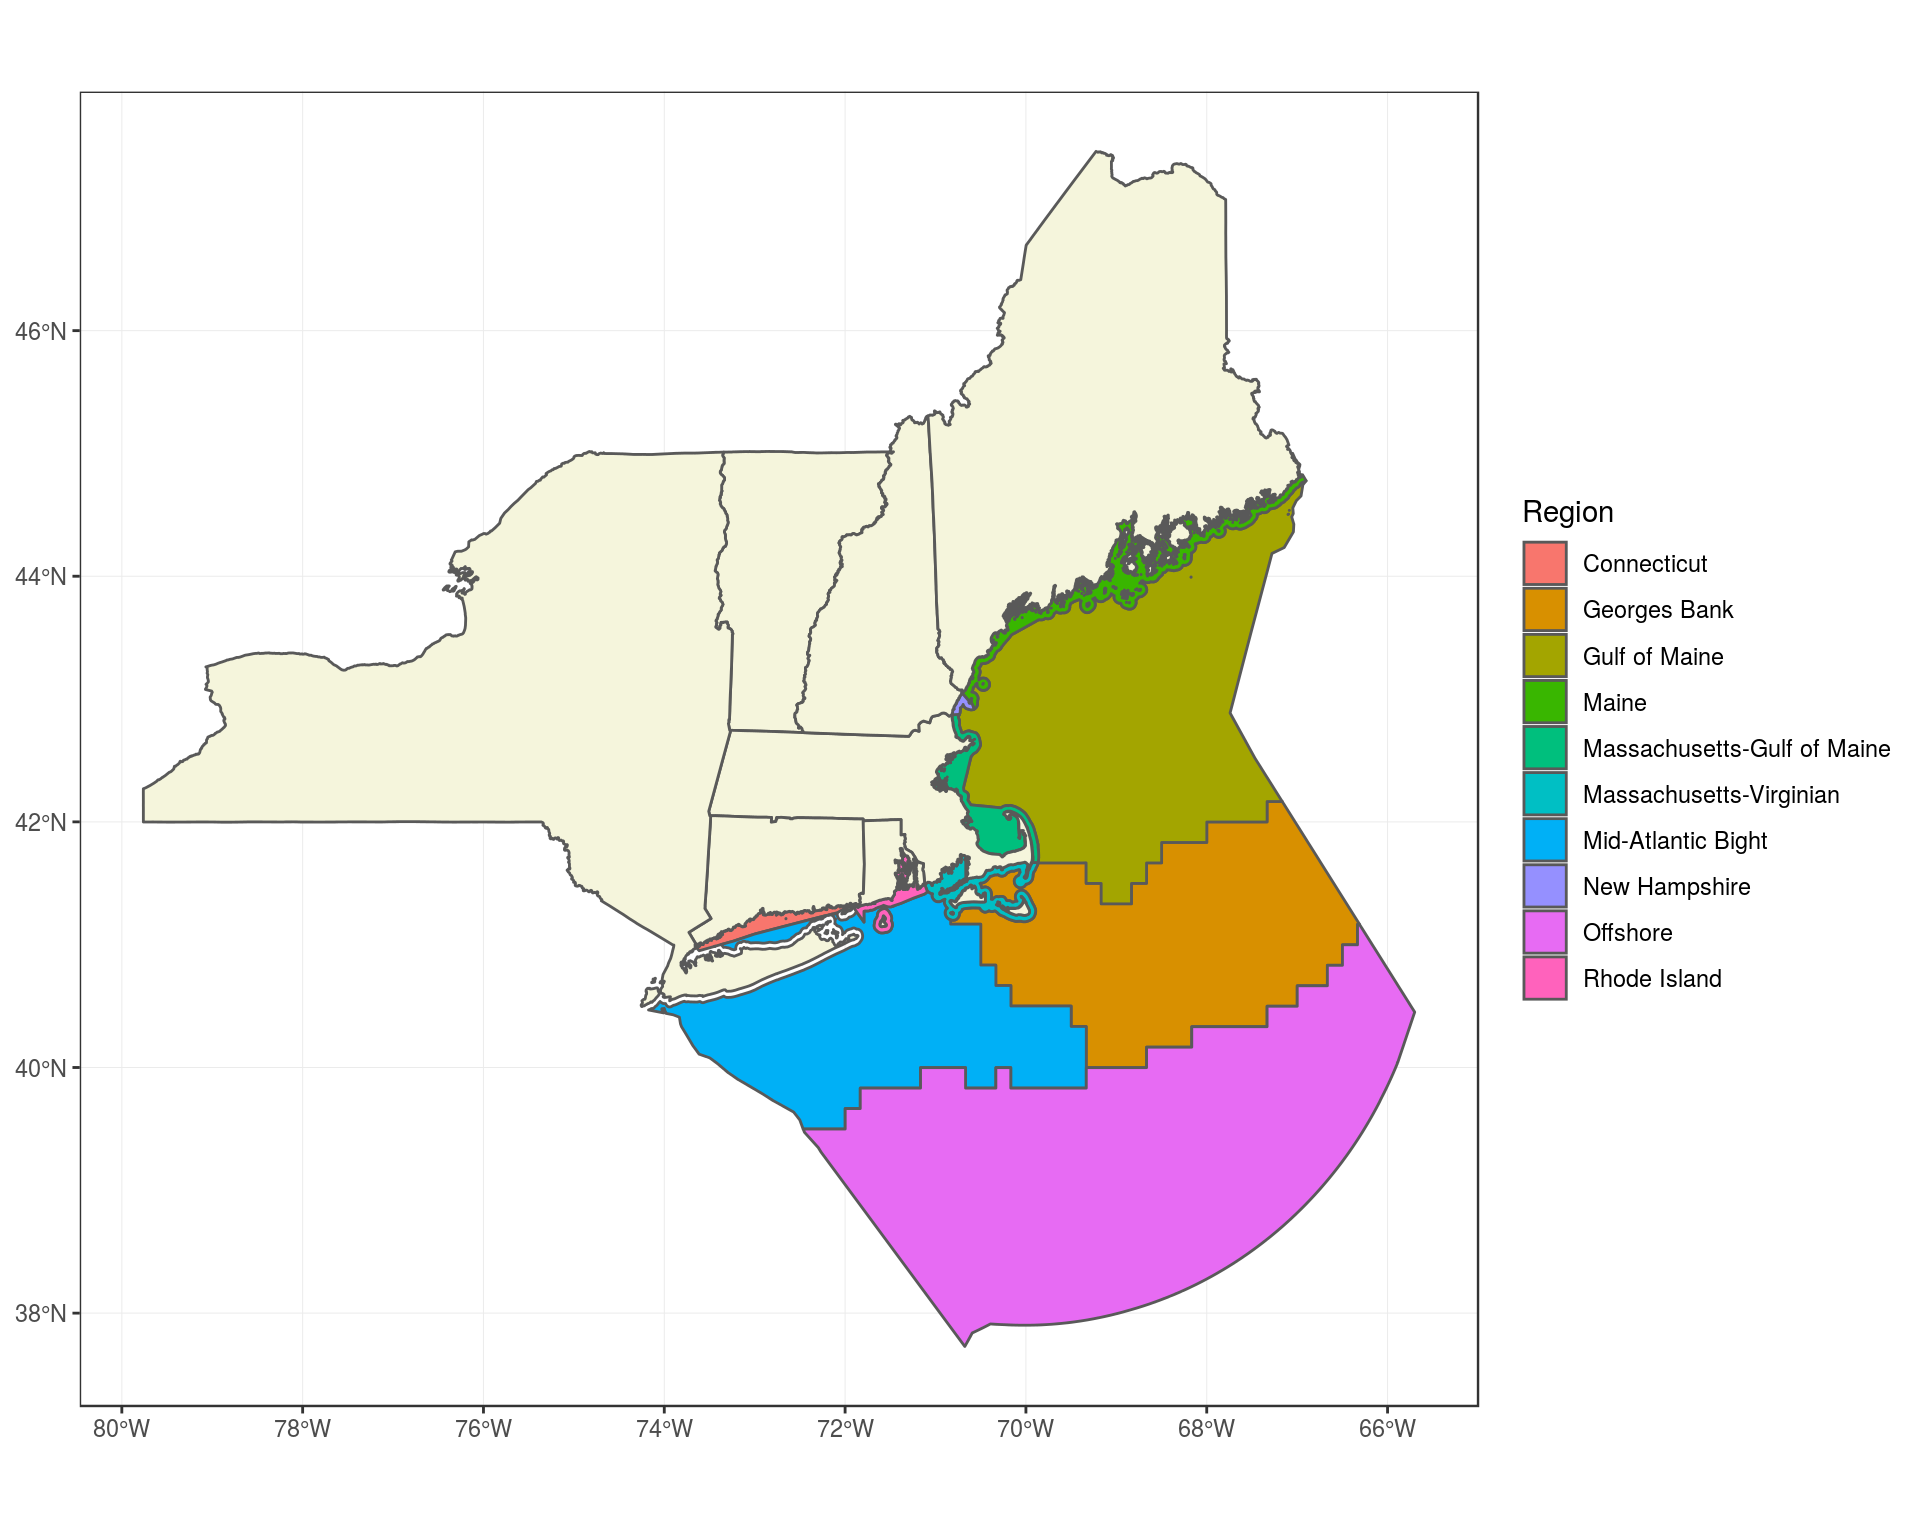 46°N
44°N
42°N
40°N
38°N
80°W 78°W 76°W 74°W 72°W 70°W 68°W 66°W
Region
Connecticut
Georges Bank
Gulf of Maine
Maine
Massachusetts-Gulf of Maine
Massachusetts-Virginian
Mid-Atlantic Bight
New Hampshire
Offshore
Rhode Island